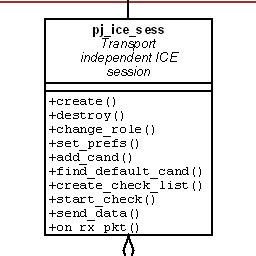 pj_ice_sess
Transport
independent ICE
session
+create()
+destroy()
+change_role()
+set_prefs()
+add_cand()
+find_default_cand()
+create_check_list()
+start_check()
+send_data()
+on_rx_pkt()